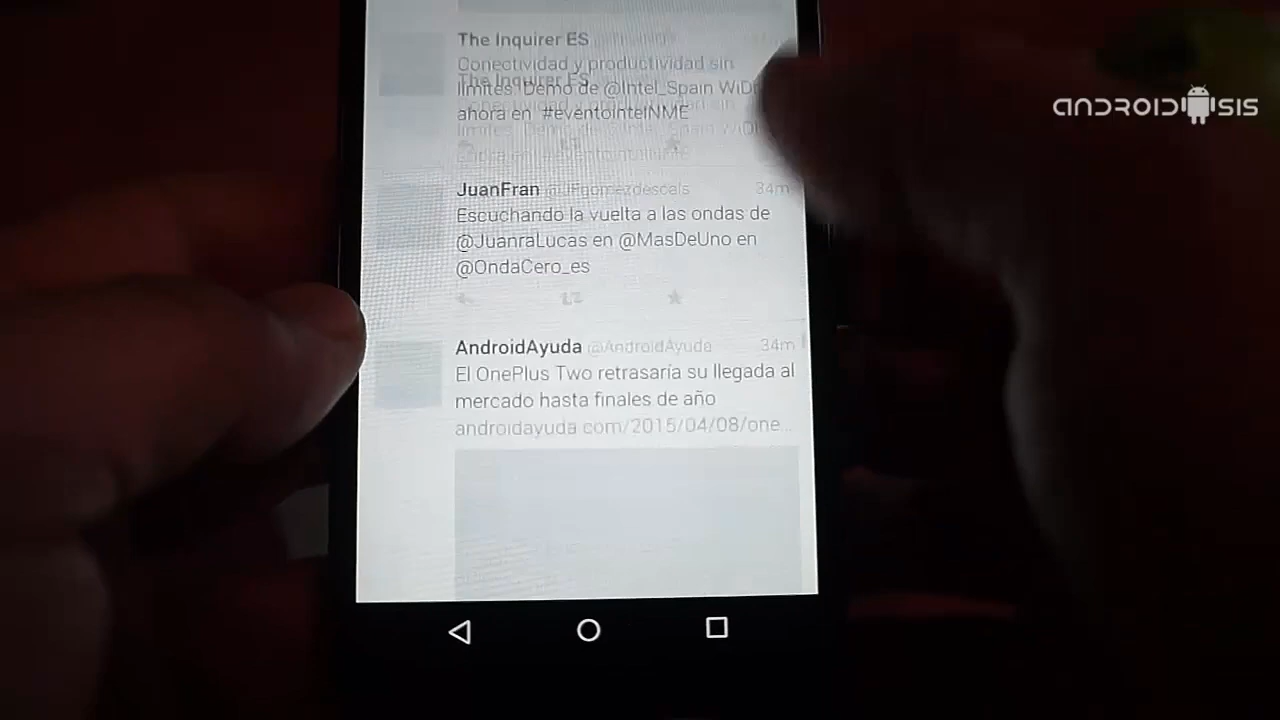 The Inquirer ES
Conectividad y productividad sin
límites! Demo de @Intel_Spain WiDi
ahora en #eventointelNME
JuanFran @JFgomezdescals 34m
Escuchando la vuelta a las ondas de
@JuanraLucas en @MasDeUno en
@OndaCero_es
AndroidAyuda @AndroidAyuda 34m
El OnePlus Two retrasaría su llegada al
mercado hasta finales de año
androidayuda.com/2015/04/08/one...
ANDROIDSIS